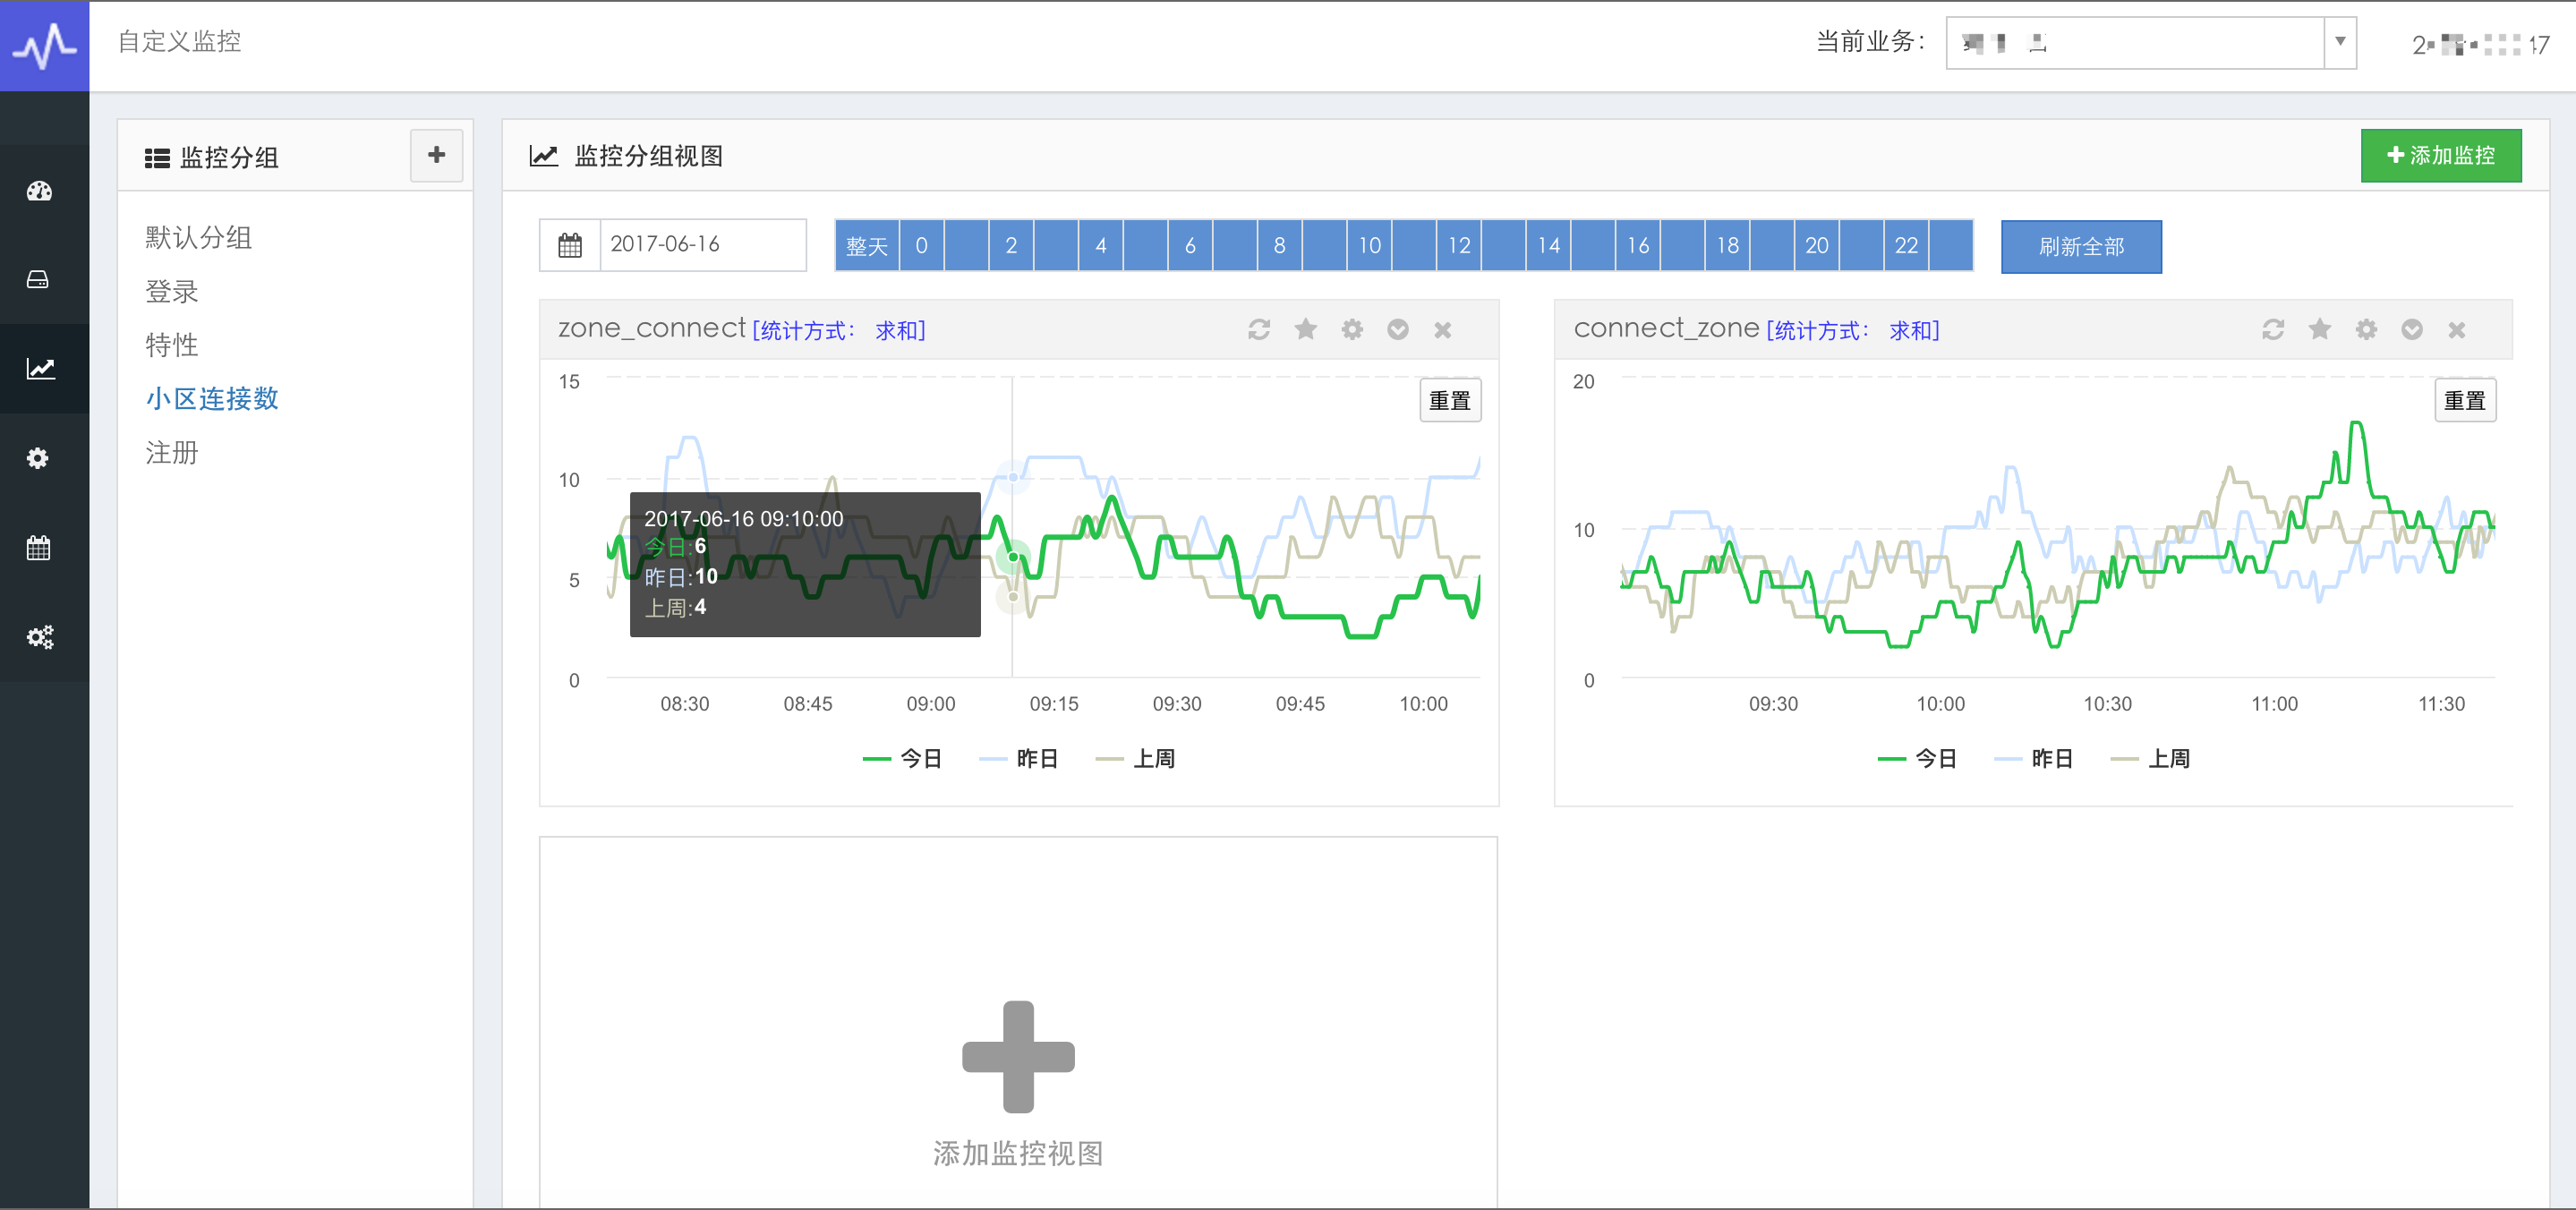 自定义监控
当前业务：
监控分组
默认分组
登录
特性
小区连接数
注册
监控分组视图
添加监控
2017-06-16
整天 0 2 4 6 8 10 12 14 16 18 20 22
刷新全部
zone_connect [统计方式： 求和]
重置
15
10
5
0
2017-06-16 09:10:00
今日:6
昨日:10
上周:4
08:30 08:45 09:00 09:15 09:30 09:45 10:00
今日 昨日 上周
connect_zone [统计方式： 求和]
重置
20
10
0
09:30 10:00 10:30 11:00 11:30
今日 昨日 上周
添加监控视图